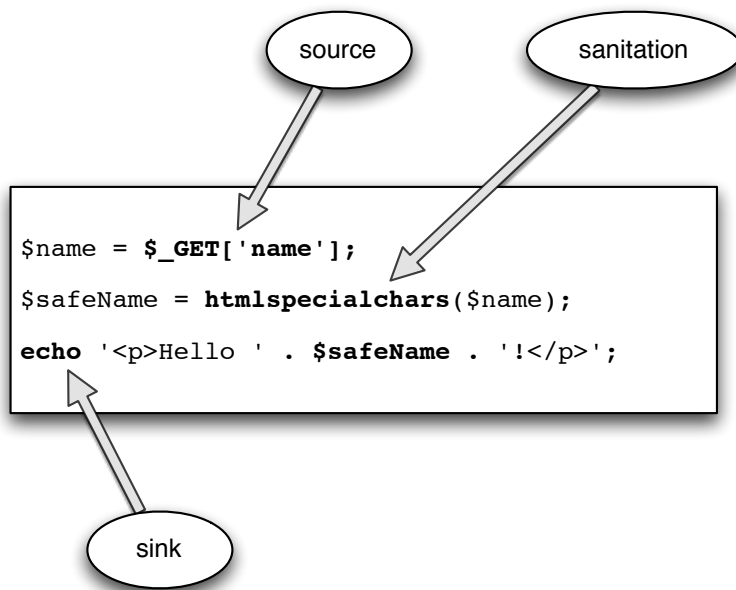 source
sanitation
$name = $_GET['name'];
$safeName = htmlspecialchars($name);
echo '<p>Hello ' . $safeName . '!</p>';
sink